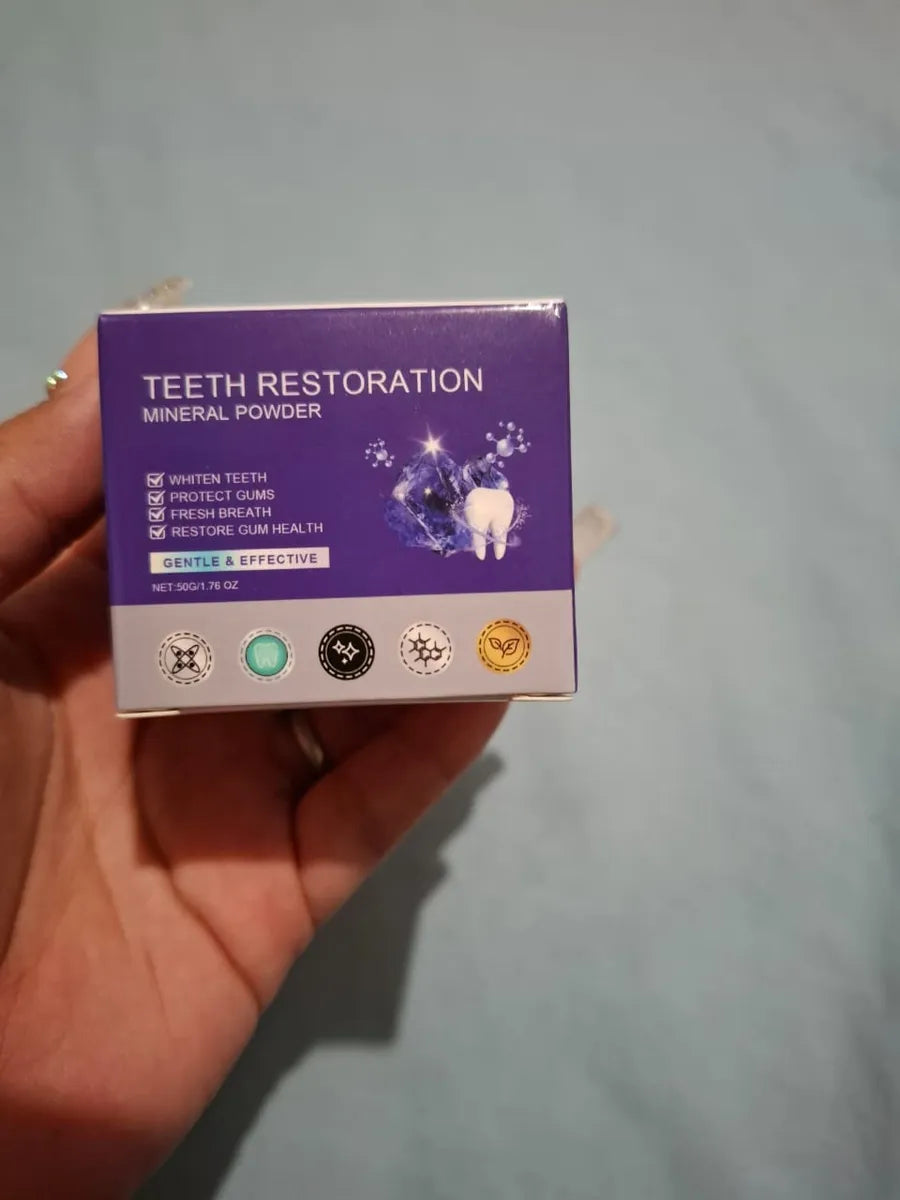 TEETH RESTORATION
MINERAL POWDER
WHITEN TEETH
PROTECT GUMS
FRESH BREATH
RESTORE GUM HEALTH
GENTLE & EFFECTIVE
NET:50G/1.76 OZ